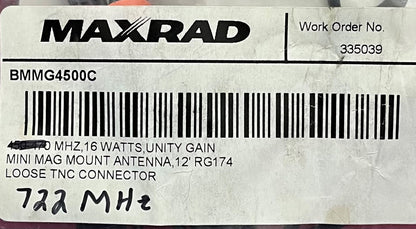 MAXRAD
Work Order No.
335039
BMMG4500C
450-470 MHZ,16 WATTS,UNITY GAIN
MINI MAG MOUNT ANTENNA,12' RG174
LOOSE TNC CONNECTOR
722 MHz